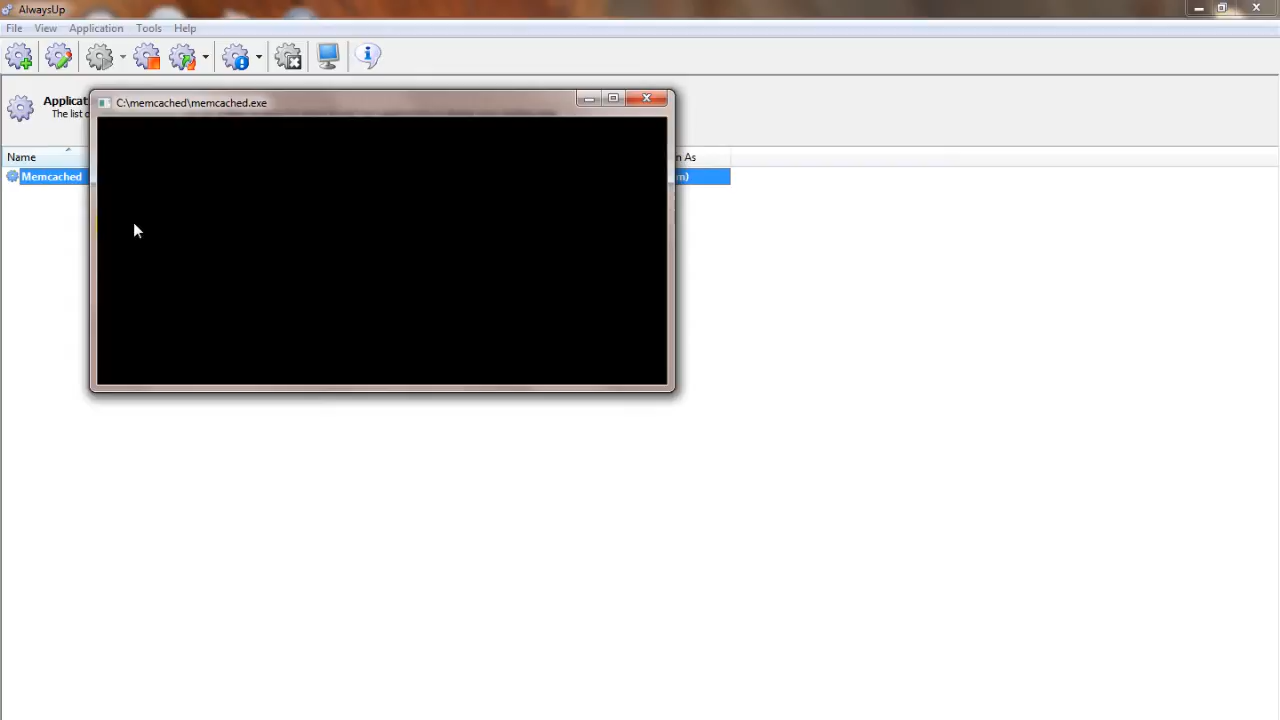 AlwaysUp
File View Application Tools Help
C:\memcached\memcached.exe
Applicat
The list o
Name
n As
Memcached
m)